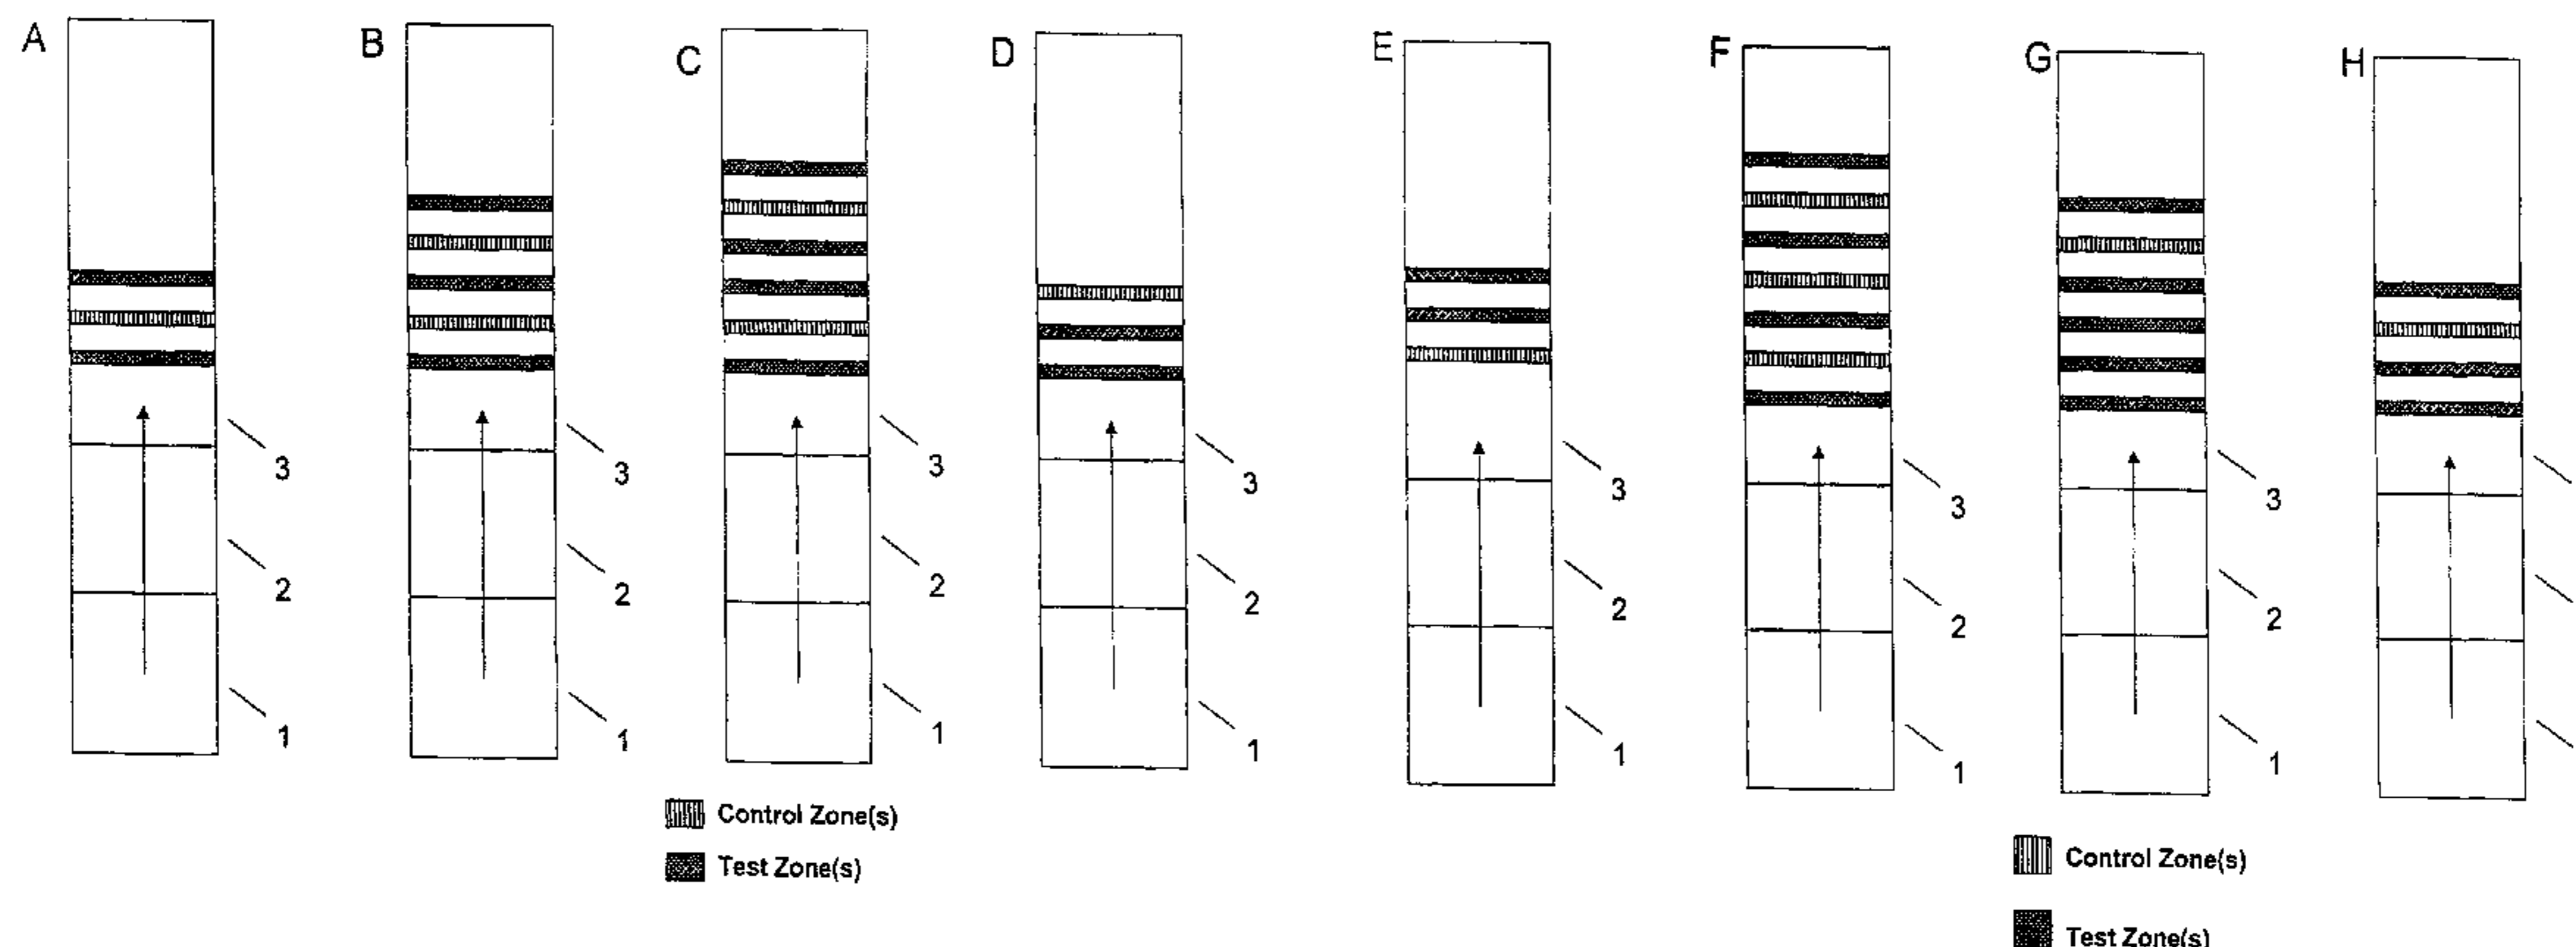 A B C D E F G H
3 3 3 3 3 3 3
2 2 2 2 2 2 2
1 1 1 1 1 1 1
Control Zone(s)
Test Zone(s)
Control Zone(s)
Test Zone(s)